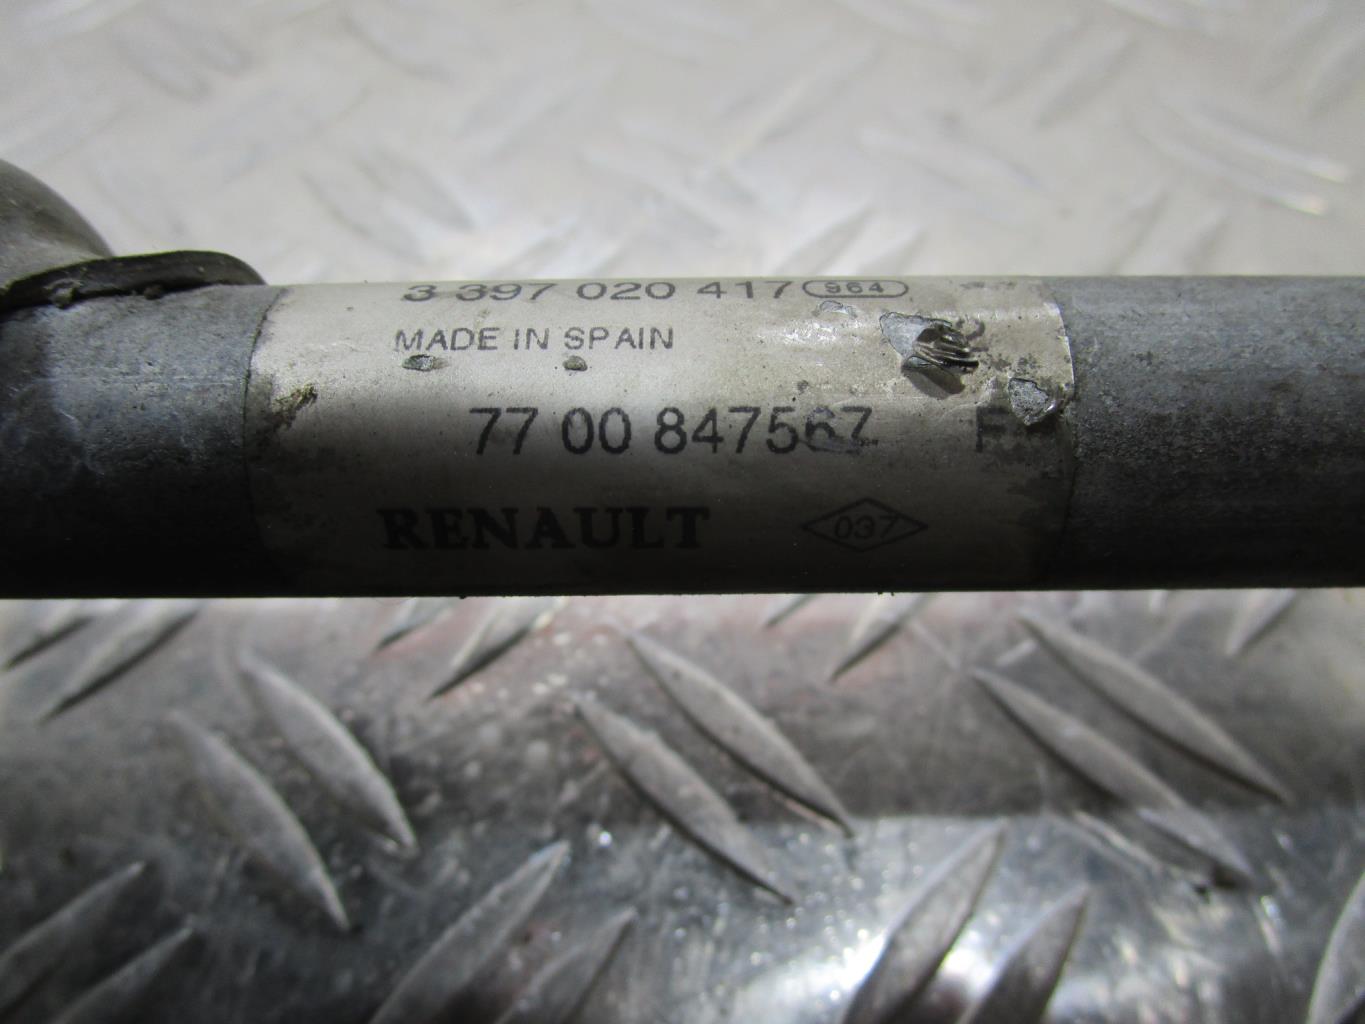 3 397 020 417 964
MADE IN SPAIN
77 00 847567 F
RENAULT 037